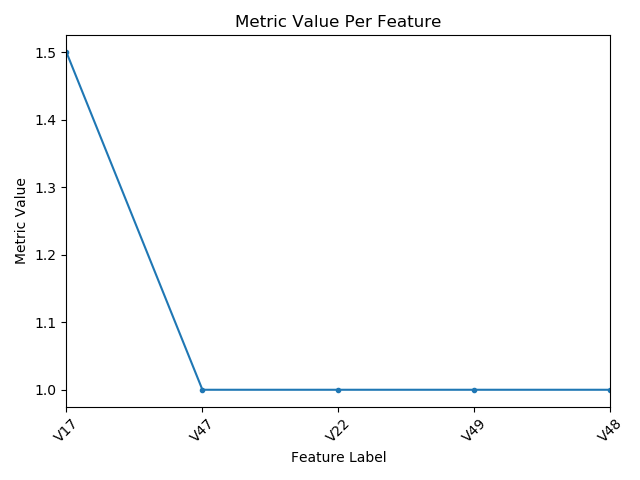 Metric Value Per Feature
1.5
1.4
1.3
1.2
1.1
1.0
Metric Value
V17 V47 V22 V49 V48
Feature Label